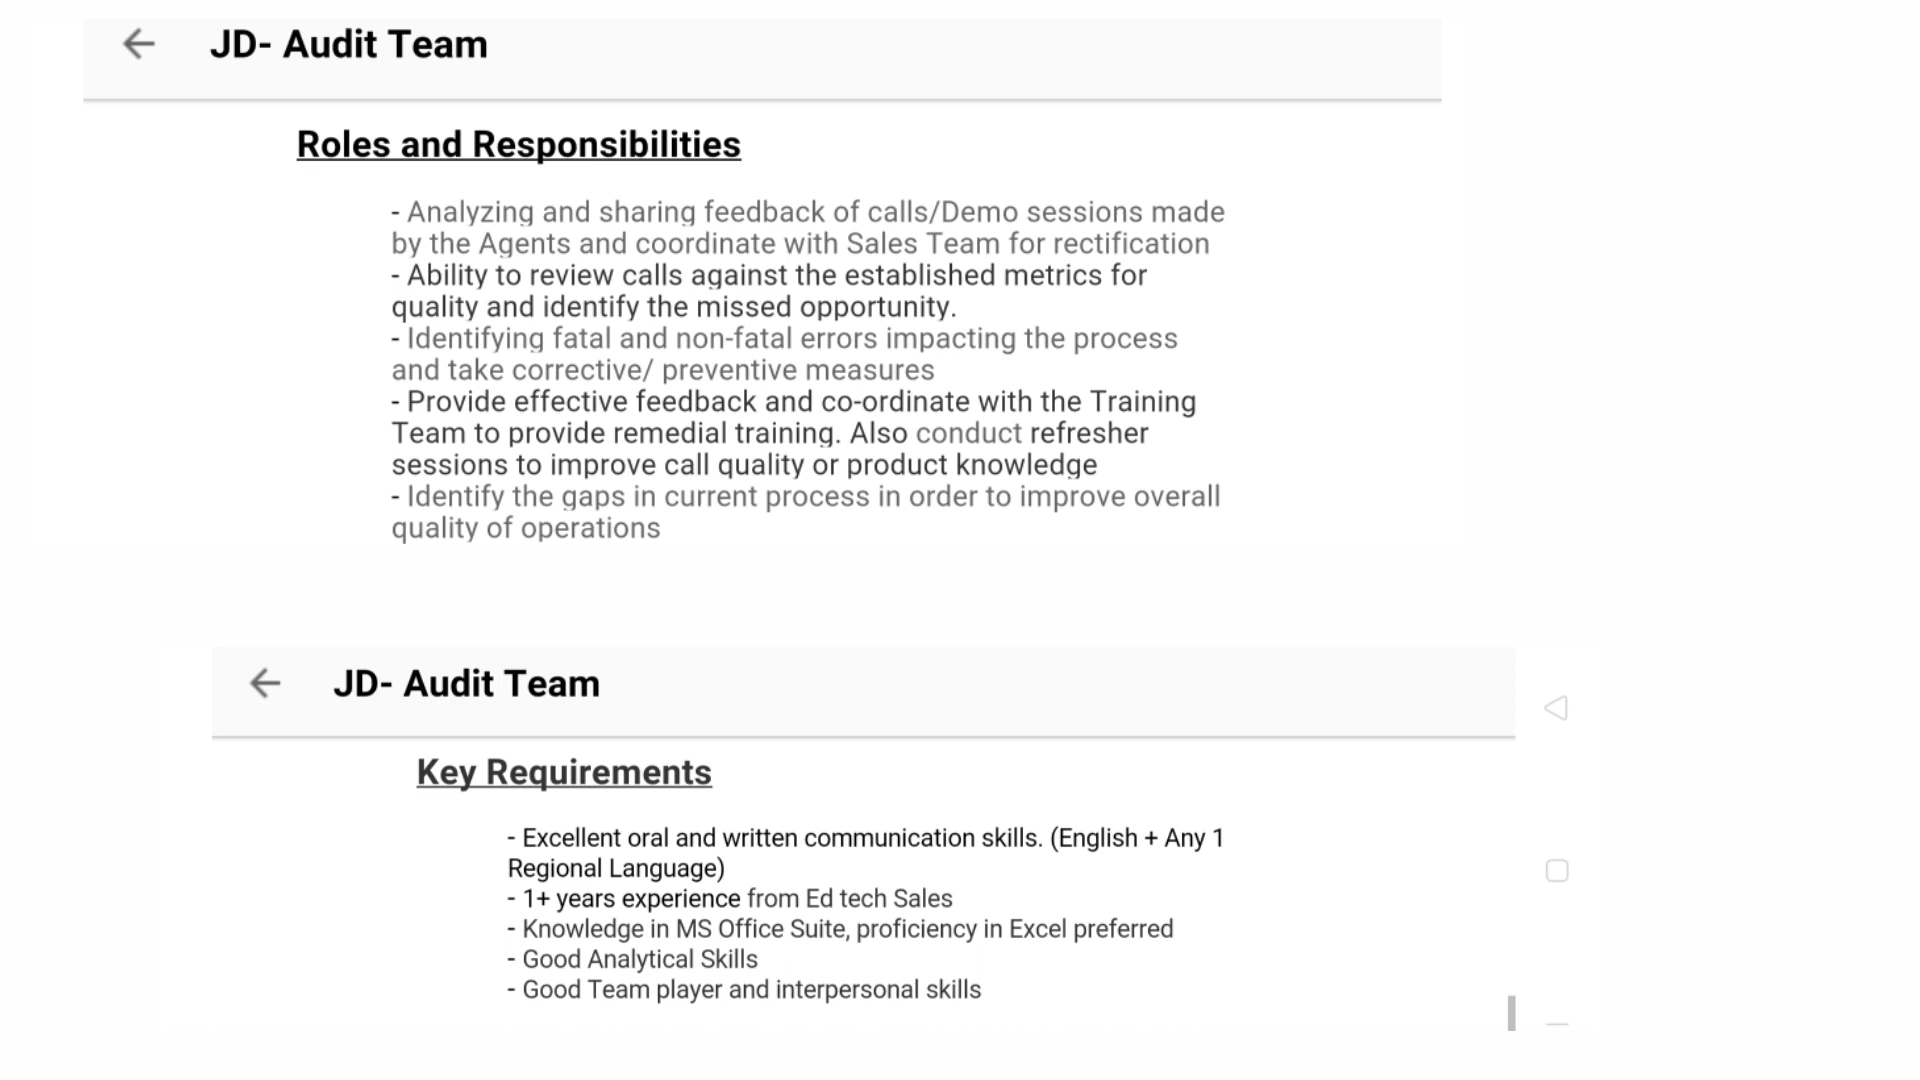 JD- Audit Team
Roles and Responsibilities
- Analyzing and sharing feedback of calls/Demo sessions made
by the Agents and coordinate with Sales Team for rectification
- Ability to review calls against the established metrics for
quality and identify the missed opportunity.
- Identifying fatal and non-fatal errors impacting the process
and take corrective/ preventive measures
- Provide effective feedback and co-ordinate with the Training
Team to provide remedial training. Also conduct refresher
sessions to improve call quality or product knowledge
- Identify the gaps in current process in order to improve overall
quality of operations
JD- Audit Team
Key Requirements
- Excellent oral and written communication skills. (English + Any 1
Regional Language)
- 1+ years experience from Ed tech Sales
- Knowledge in MS Office Suite, proficiency in Excel preferred
- Good Analytical Skills
- Good Team player and interpersonal skills